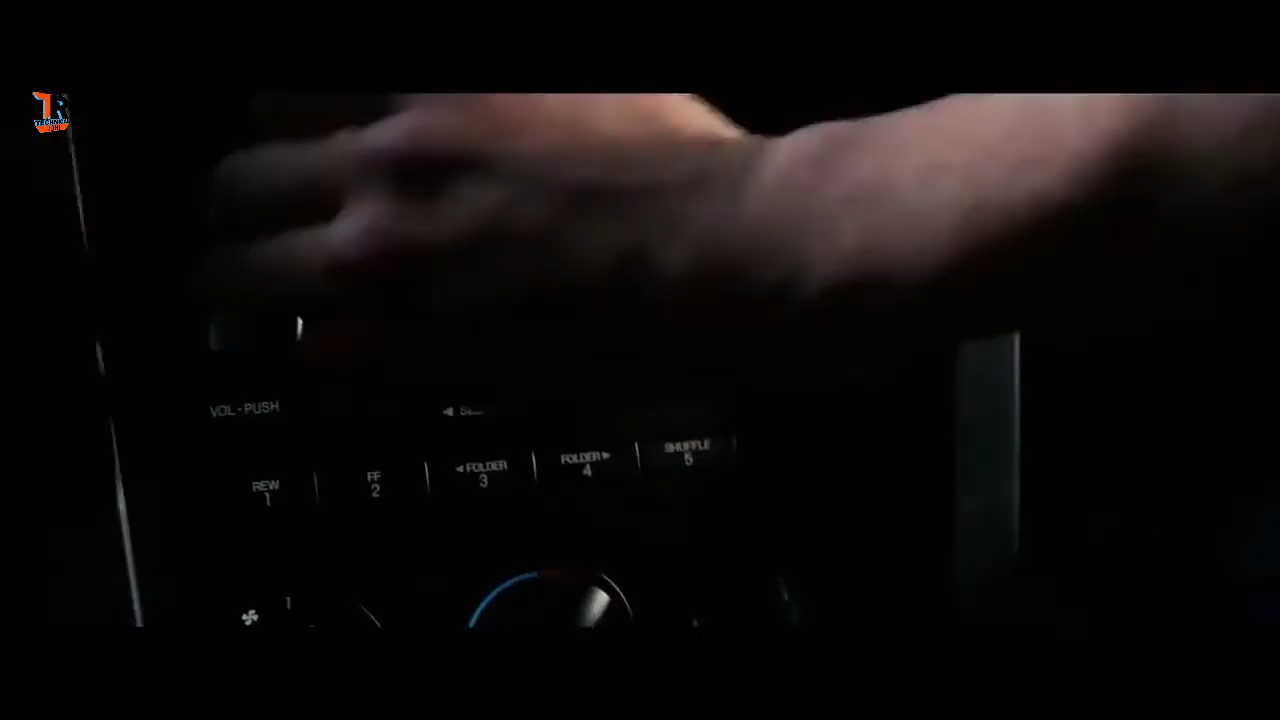 VOL-PUSH
REW
1
FF
2
◀ FOLDER
3
FOLDER ▶
4
SHUFFLE
5